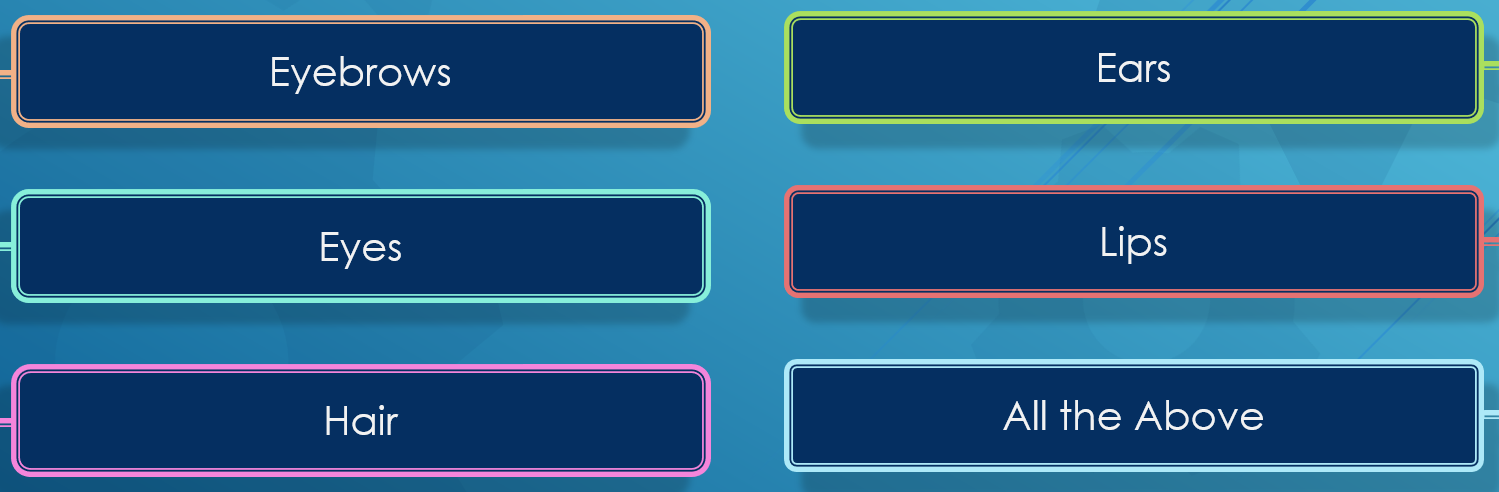 Eyebrows
Ears
Eyes
Lips
Hair
All the Above